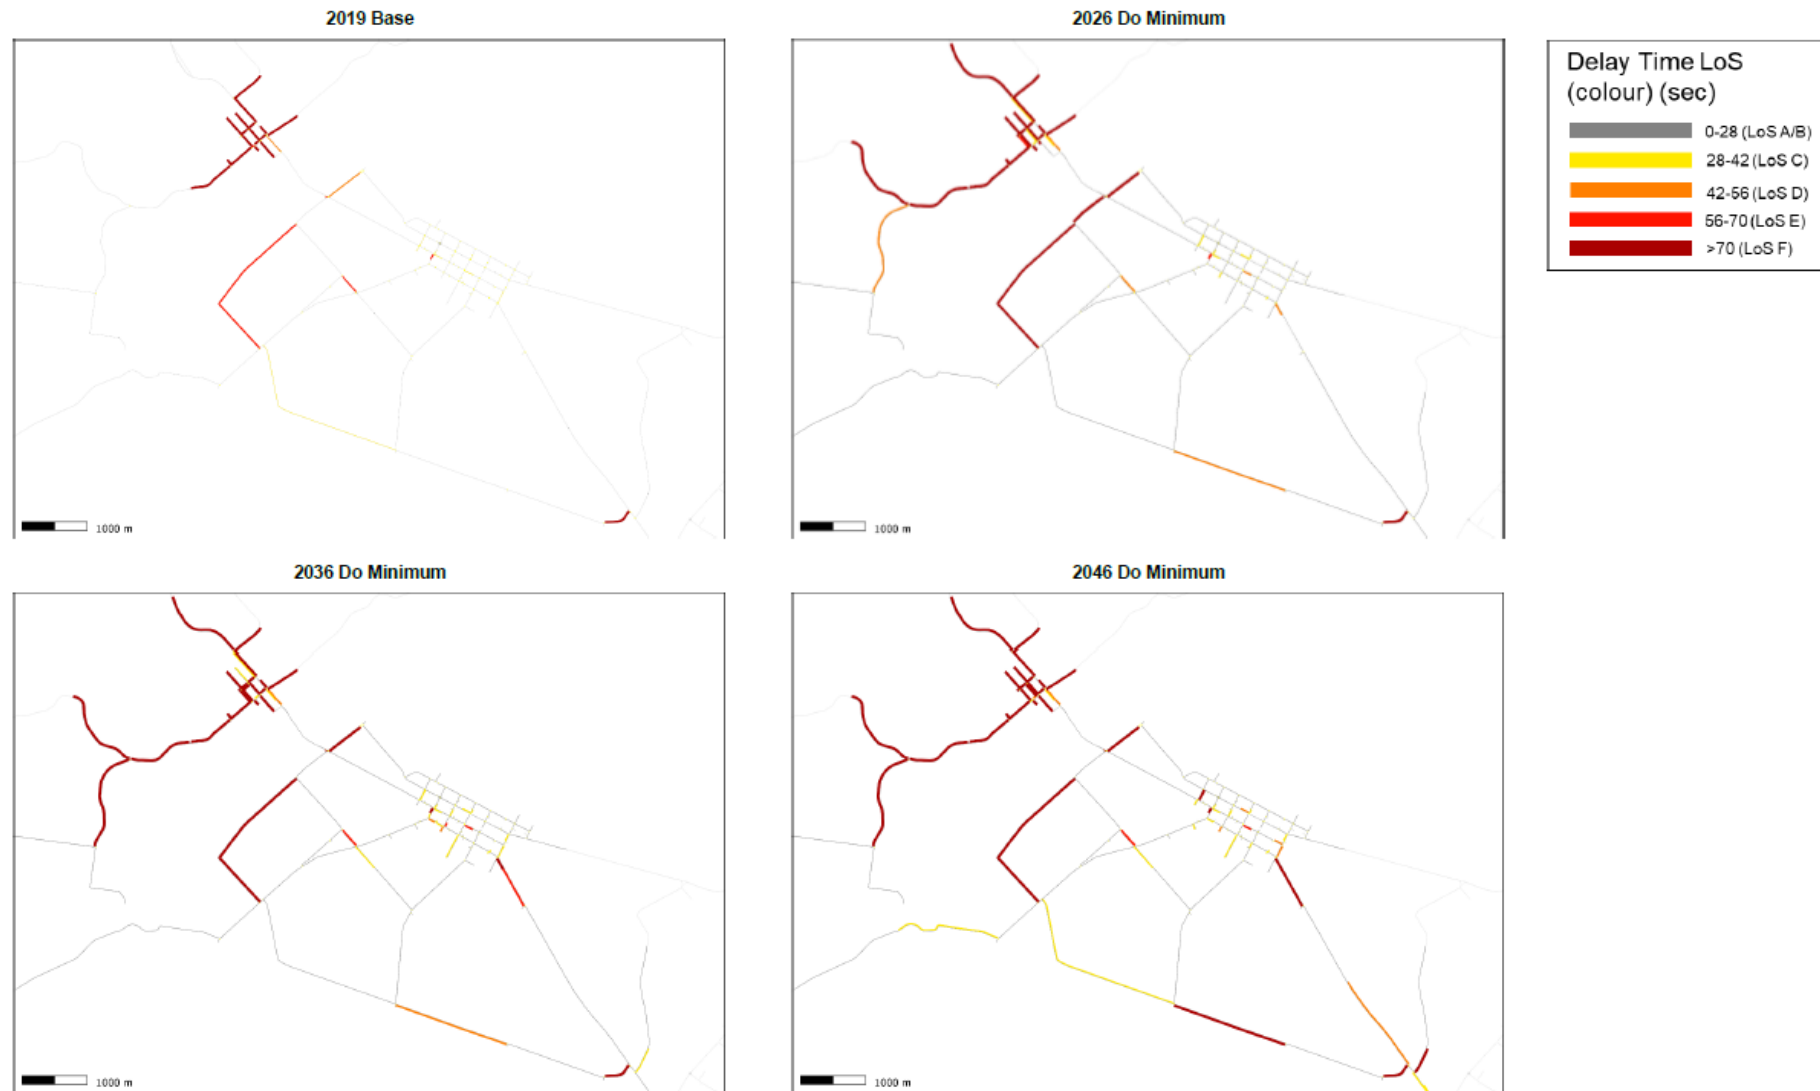 2019 Base
2026 Do Minimum
Delay Time LoS
(colour) (sec)
0-28 (LoS A/B)
28-42 (LoS C)
42-56 (LoS D)
56-70 (LoS E)
>70 (LoS F)
1000 m
1000 m
2036 Do Minimum
2046 Do Minimum
1000 m
1000 m